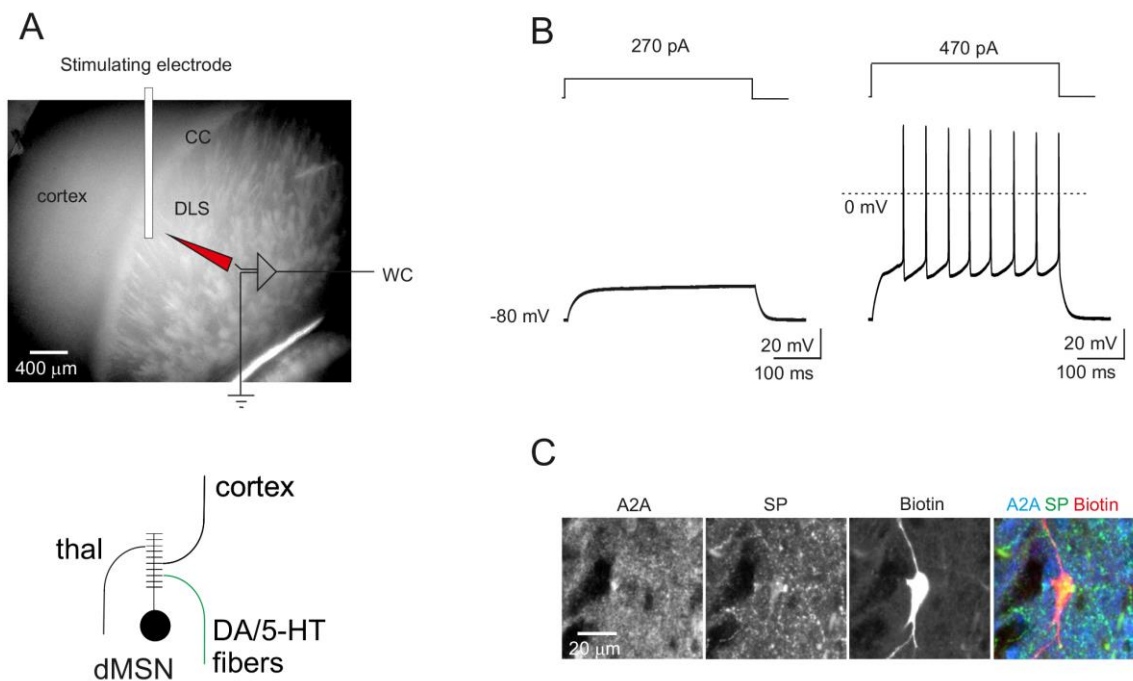 A
Stimulating electrode
CC
cortex
DLS
WC
400 μm
cortex
thal
DA/5-HT
fibers
dMSN
B
270 pA
470 pA
0 mV
-80 mV
20 mV
100 ms
20 mV
100 ms
C
A2A
SP
Biotin
A2A SP Biotin
20 μm